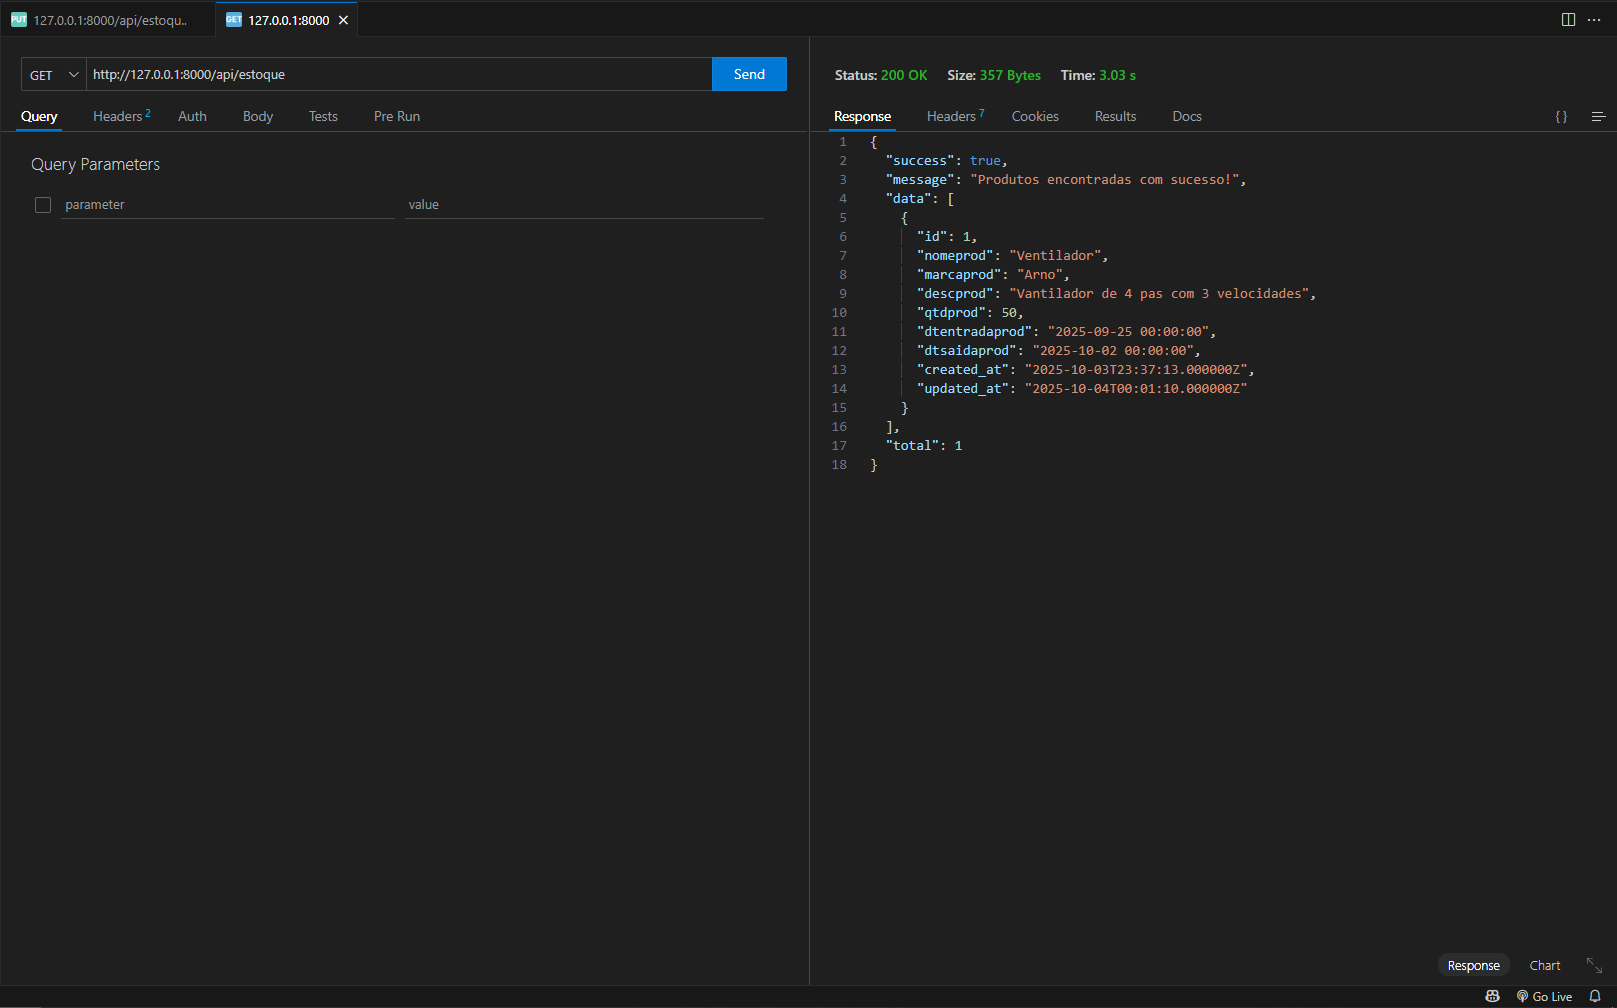 PUT 127.0.0.1:8000/api/estoqu..
GET 127.0.0.1:8000
GET http://127.0.0.1:8000/api/estoque Send
Query Headers 2 Auth Body Tests Pre Run
Query Parameters
parameter value
Status: 200 OK Size: 357 Bytes Time: 3.03 s
Response Headers 7 Cookies Results Docs { }
1 {
2 "success": true,
3 "message": "Produtos encontradas com sucesso!",
4 "data": [
5 {
6 "id": 1,
7 "nomeprod": "Ventilador",
8 "marcaprod": "Arno",
9 "descprod": "Vantilador de 4 pas com 3 velocidades",
10 "qtdprod": 50,
11 "dtentradaprod": "2025-09-25 00:00:00",
12 "dtsaidaprod": "2025-10-02 00:00:00",
13 "created_at": "2025-10-03T23:37:13.000000Z",
14 "updated_at": "2025-10-04T00:01:10.000000Z"
15 }
16 ],
17 "total": 1
18 }
Response Chart
Go Live